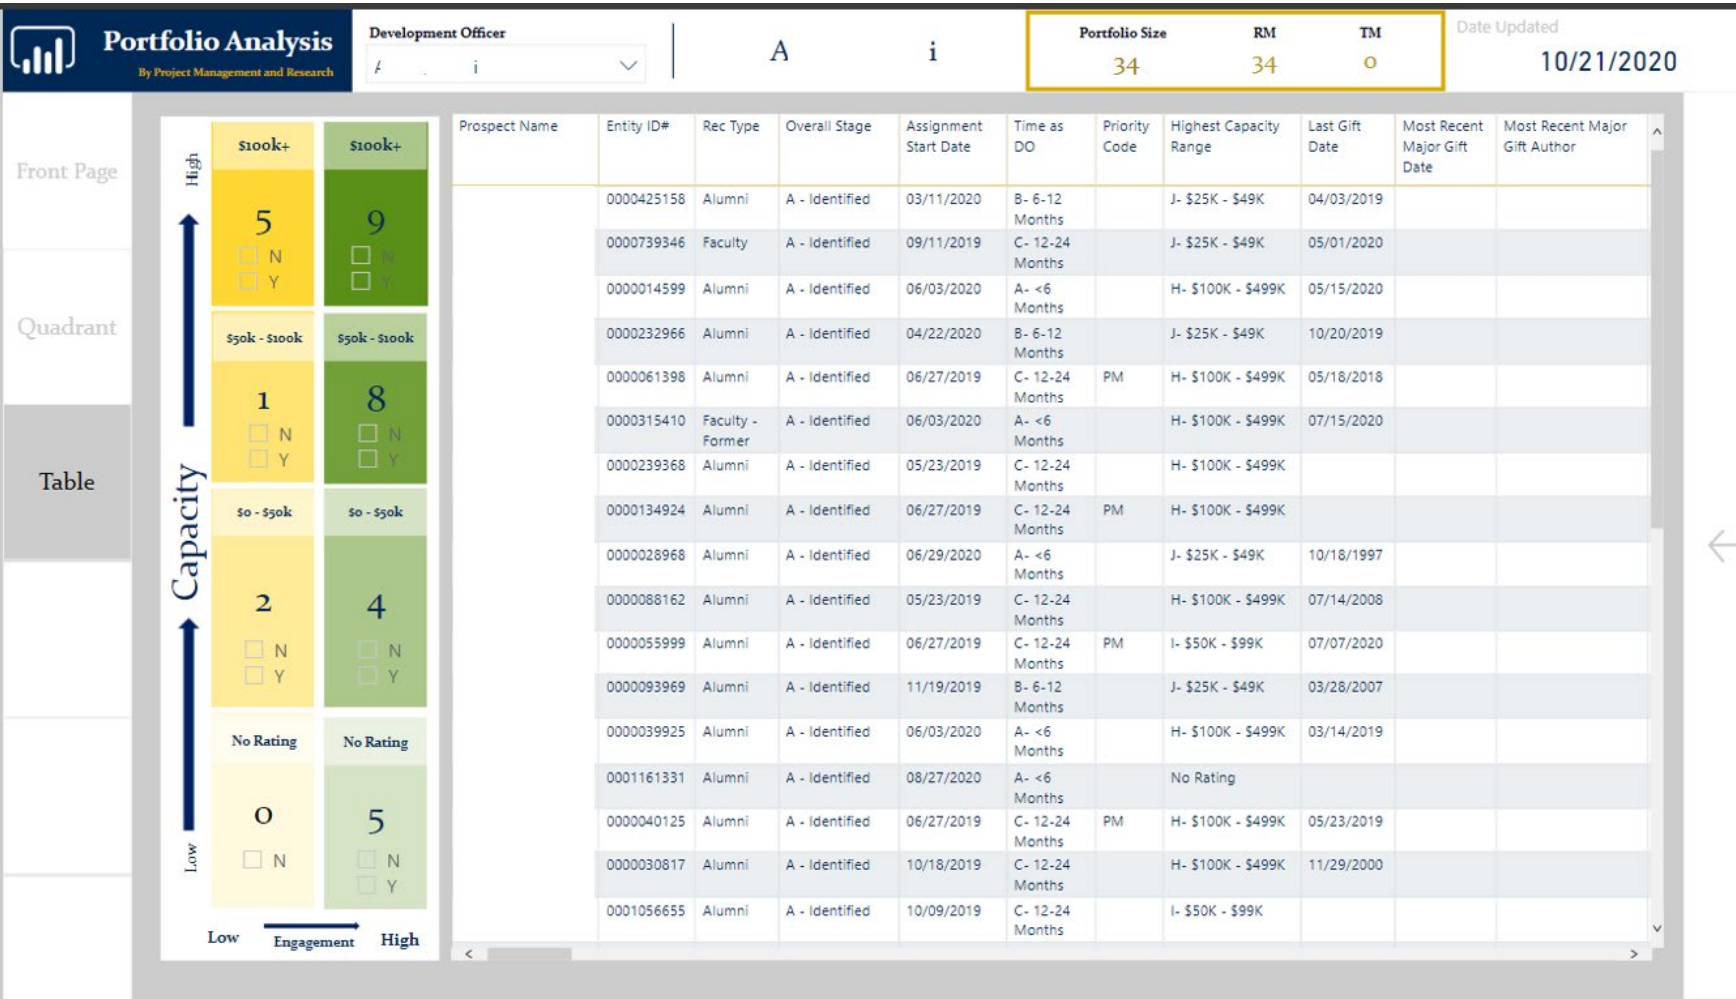 Portfolio Analysis
By Project Management and Research
Development Officer
A i
Portfolio Size RM TM
34 34 0
Date Updated
10/21/2020
Front Page
Quadrant
Table
High
Capacity
Low
$100k+ $100k+
5 9
N N
Y Y
$50k - $100k $50k - $100k
1 8
N N
Y Y
$0 - $50k $0 - $50k
2 4
N N
Y Y
No Rating No Rating
0 5
N N
Y
Low Engagement High
Prospect Name Entity ID# Rec Type Overall Stage Assignment Start Date Time as DO Priority Code Highest Capacity Range Last Gift Date Most Recent Major Gift Date Most Recent Major Gift Author
0000425158 Alumni A - Identified 03/11/2020 B- 6-12 Months J- $25K - $49K 04/03/2019
0000739346 Faculty A - Identified 09/11/2019 C- 12-24 Months J- $25K - $49K 05/01/2020
0000014599 Alumni A - Identified 06/03/2020 A- <6 Months H- $100K - $499K 05/15/2020
0000232966 Alumni A - Identified 04/22/2020 B- 6-12 Months J- $25K - $49K 10/20/2019
0000061398 Alumni A - Identified 06/27/2019 C- 12-24 Months PM H- $100K - $499K 05/18/2018
0000315410 Faculty - Former A - Identified 06/03/2020 A- <6 Months H- $100K - $499K 07/15/2020
0000239368 Alumni A - Identified 05/23/2019 C- 12-24 Months H- $100K - $499K
0000134924 Alumni A - Identified 06/27/2019 C- 12-24 Months PM H- $100K - $499K
0000028968 Alumni A - Identified 06/29/2020 A- <6 Months J- $25K - $49K 10/18/1997
0000088162 Alumni A - Identified 05/23/2019 C- 12-24 Months H- $100K - $499K 07/14/2008
0000055999 Alumni A - Identified 06/27/2019 C- 12-24 Months PM I- $50K - $99K 07/07/2020
0000093969 Alumni A - Identified 11/19/2019 B- 6-12 Months J- $25K - $49K 03/28/2007
0000039925 Alumni A - Identified 06/03/2020 A- <6 Months H- $100K - $499K 03/14/2019
0001161331 Alumni A - Identified 08/27/2020 A- <6 Months No Rating
0000040125 Alumni A - Identified 06/27/2019 C- 12-24 Months PM H- $100K - $499K 05/23/2019
0000030817 Alumni A - Identified 10/18/2019 C- 12-24 Months H- $100K - $499K 11/29/2000
0001056655 Alumni A - Identified 10/09/2019 C- 12-24 Months I- $50K - $99K